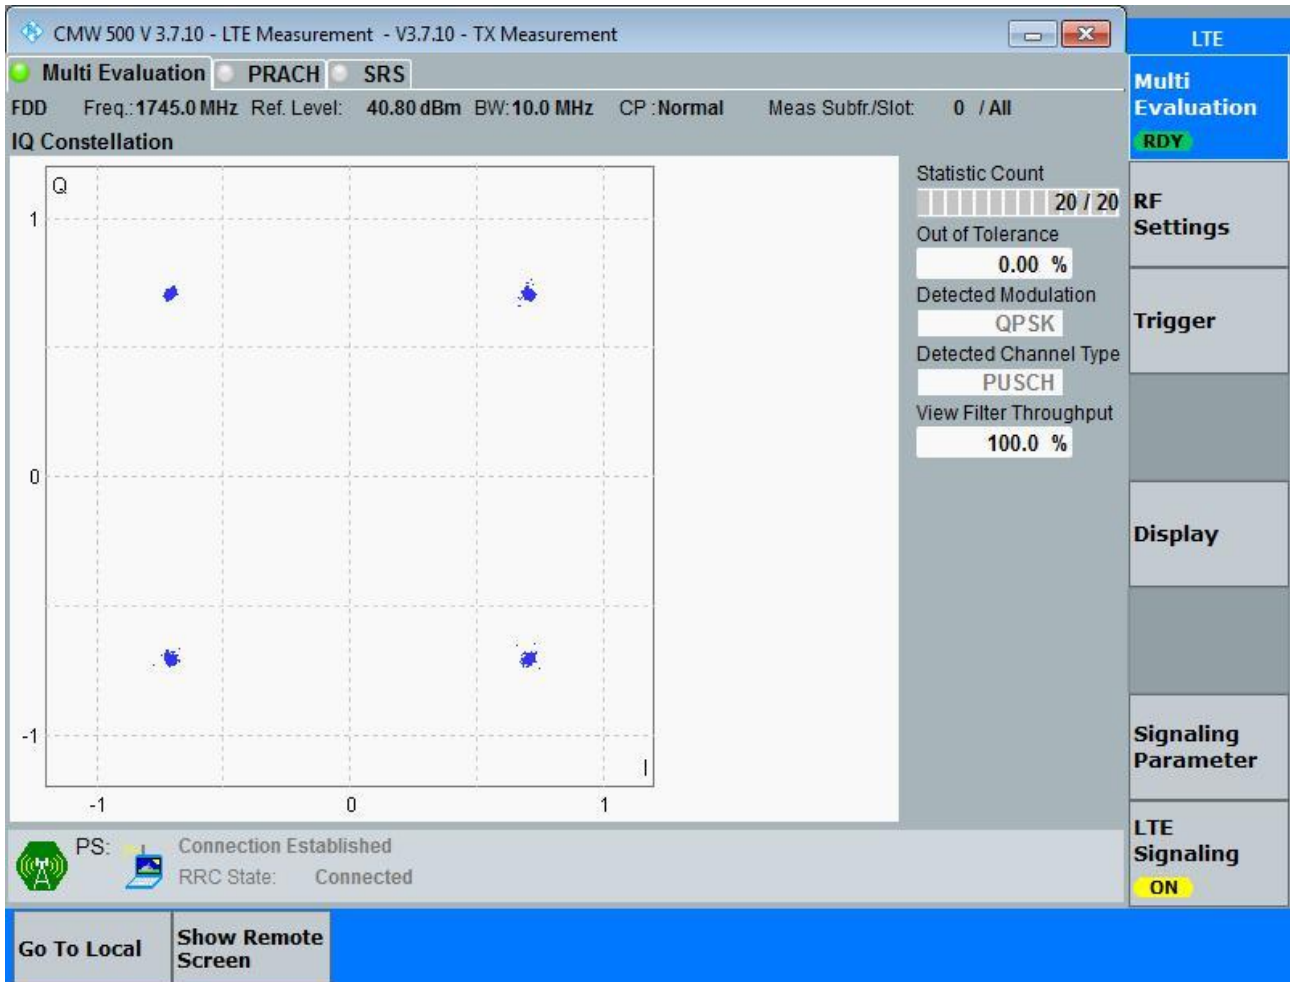 CMW 500 V 3.7.10 - LTE Measurement - V3.7.10 - TX Measurement
LTE
Multi Evaluation PRACH SRS
FDD Freq.: 1745.0 MHz Ref. Level: 40.80 dBm BW: 10.0 MHz CP : Normal Meas Subfr./Slot: 0 / All
IQ Constellation
Q
1
0
-1
I
-1 0 1
Statistic Count
20 / 20
Out of Tolerance
0.00 %
Detected Modulation
QPSK
Detected Channel Type
PUSCH
View Filter Throughput
100.0 %
Multi
Evaluation
RDY
RF
Settings
Trigger
Display
Signaling
Parameter
LTE
Signaling
ON
PS: Connection Established
RRC State: Connected
Go To Local
Show Remote
Screen